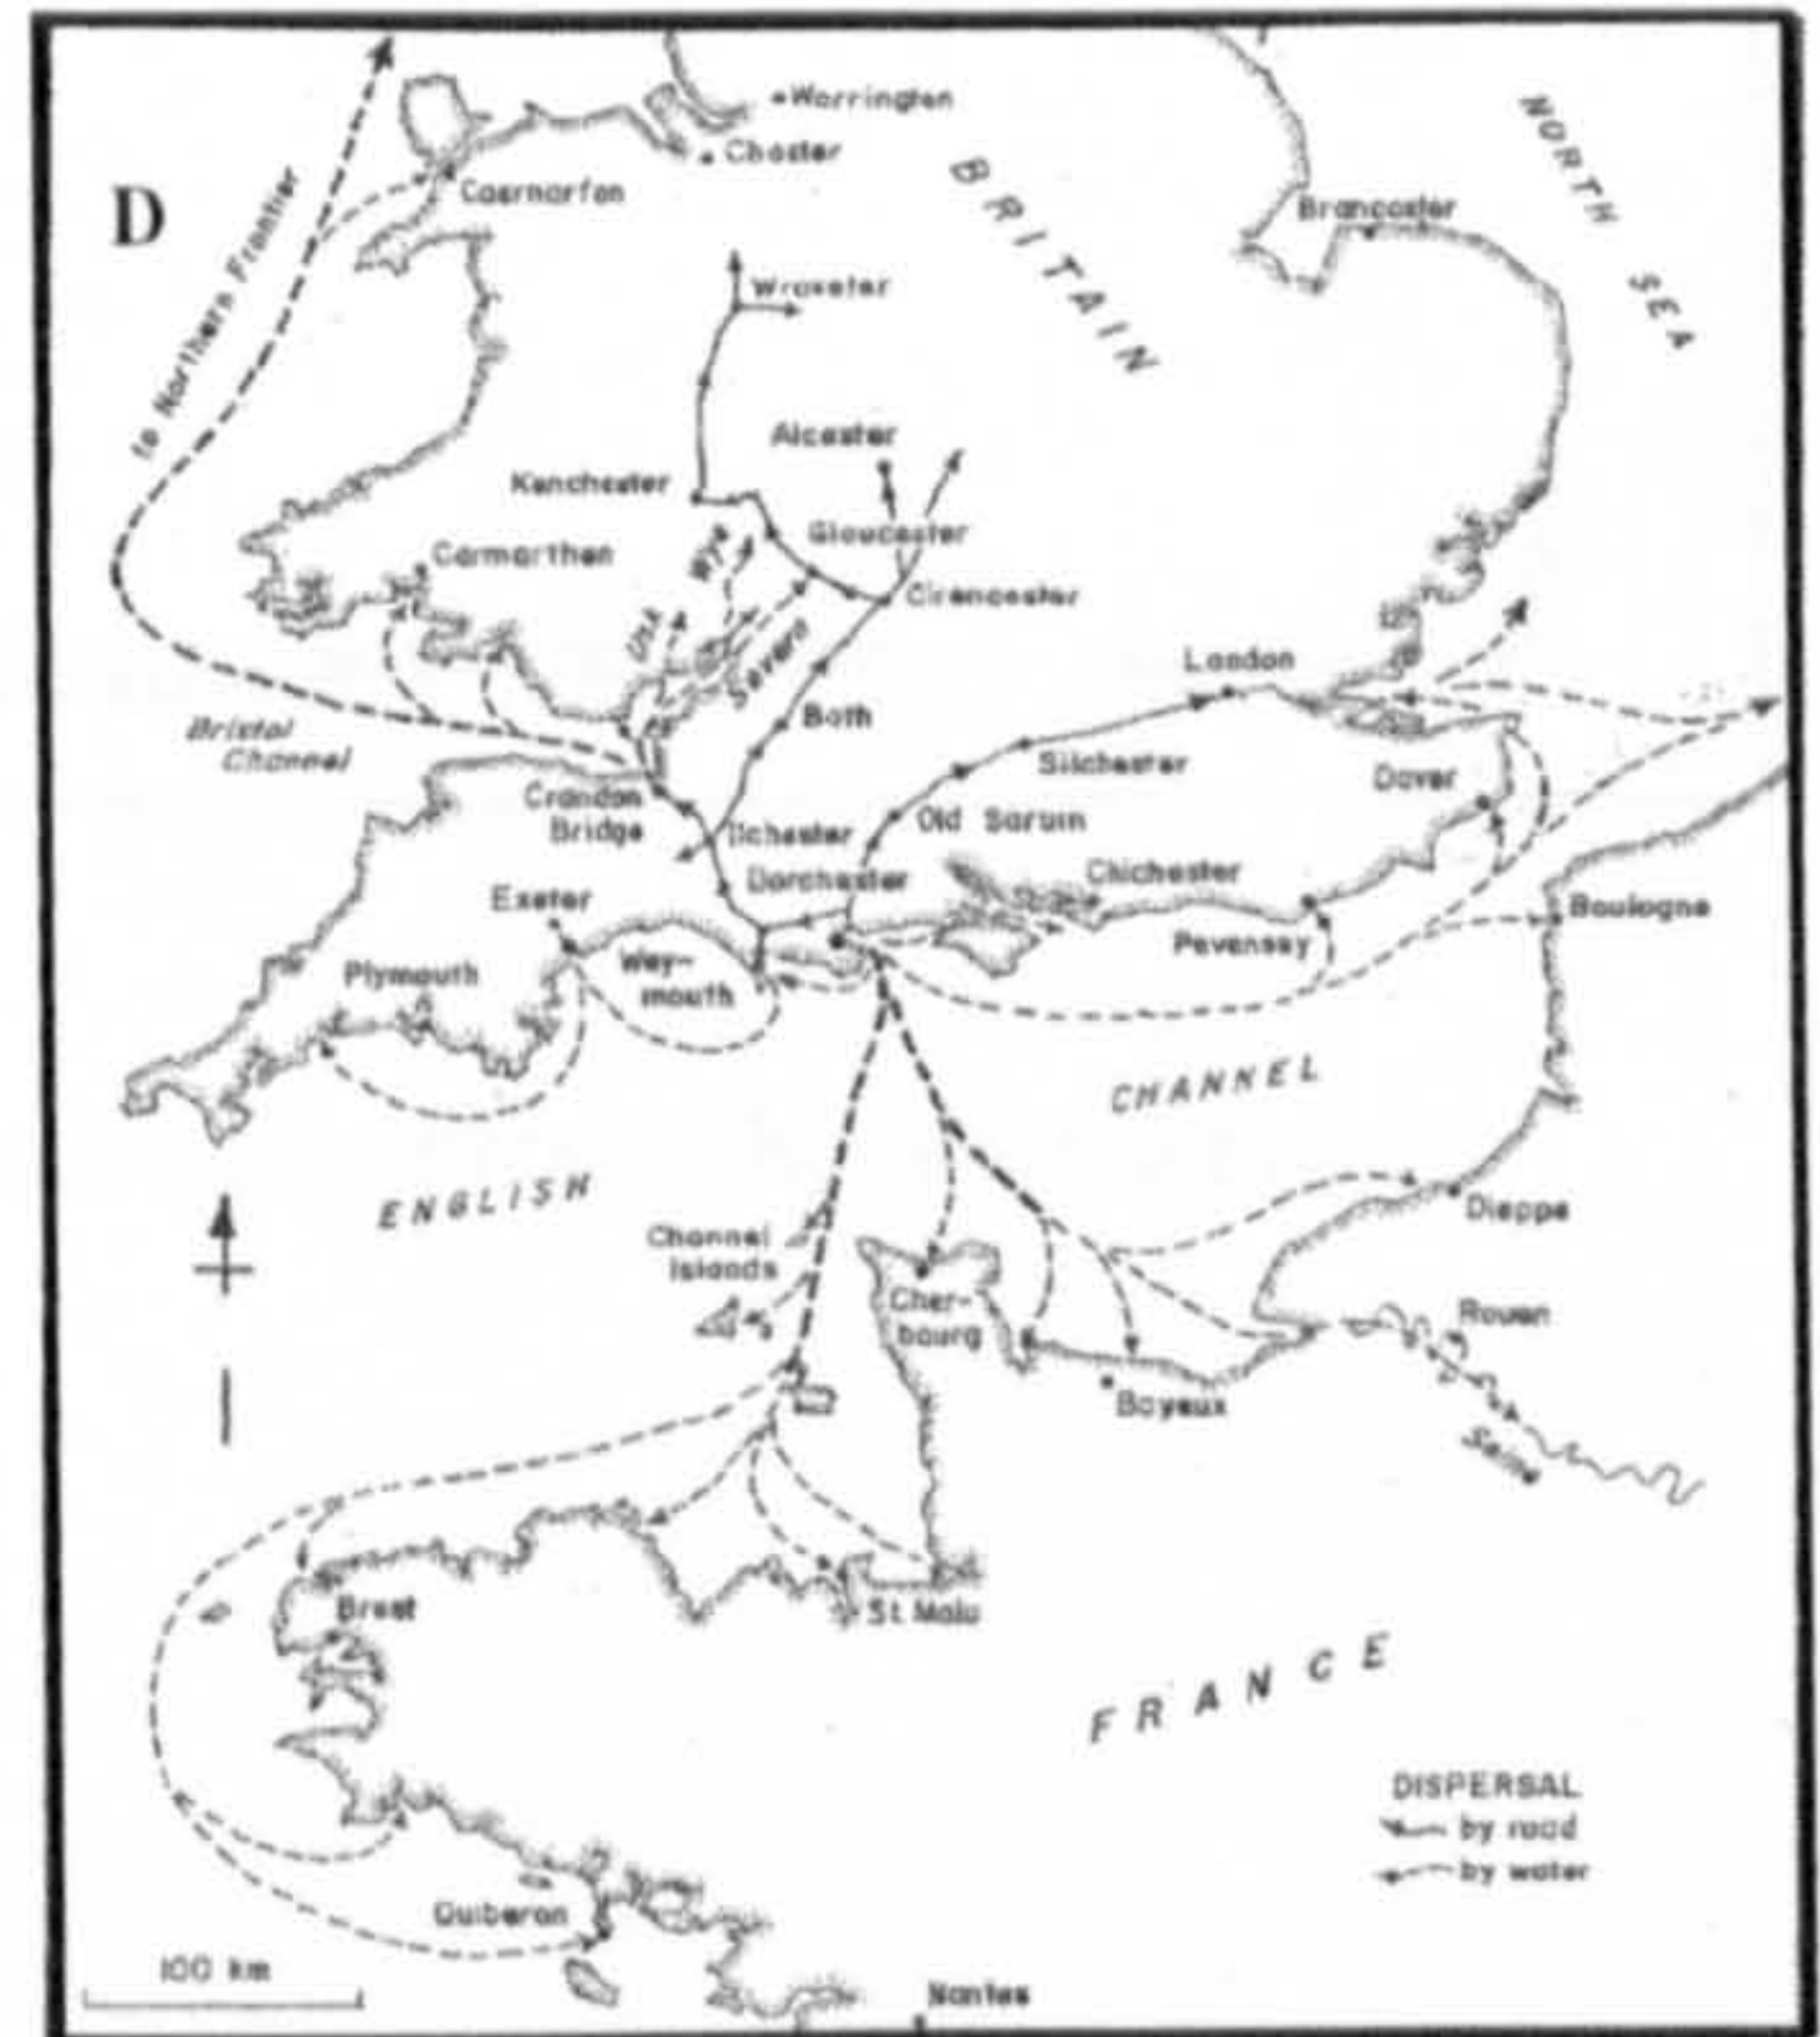 D
to Northern Frontier
Warrington
Chester
Caernarfon
BRITAIN
NORTH SEA
Brancaster
Wroxeter
Alcester
Kenchester
Gloucester
Carmarthen
Wye
Cirencester
Usk
Severn
London
Bath
Bristol
Channel
Silchester
Dover
Crandon
Bridge
Ilchester
Old Sarum
Dorchester
Chichester
Exeter
Boulogne
Pevensey
Plymouth
Wey-
mouth
CHANNEL
ENGLISH
Channel
Islands
Dieppe
Cher-
bourg
Rouen
Bayeux
Seine
Brest
St. Malo
FRANCE
DISPERSAL
by road
by water
Quiberon
100 km
Nantes